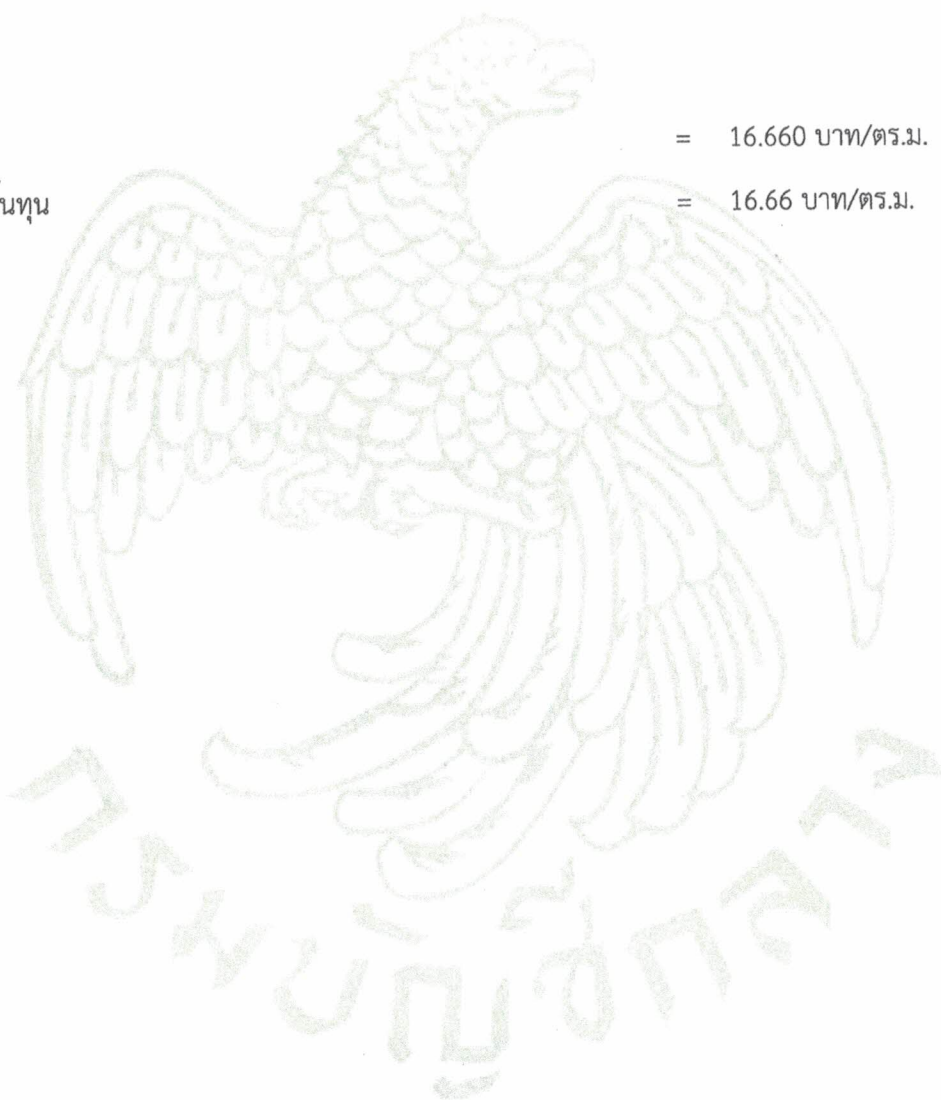 = 16.660 บาท/ตร.ม.
นทุน = 16.66 บาท/ตร.ม.
กรมบัญชีกลาง